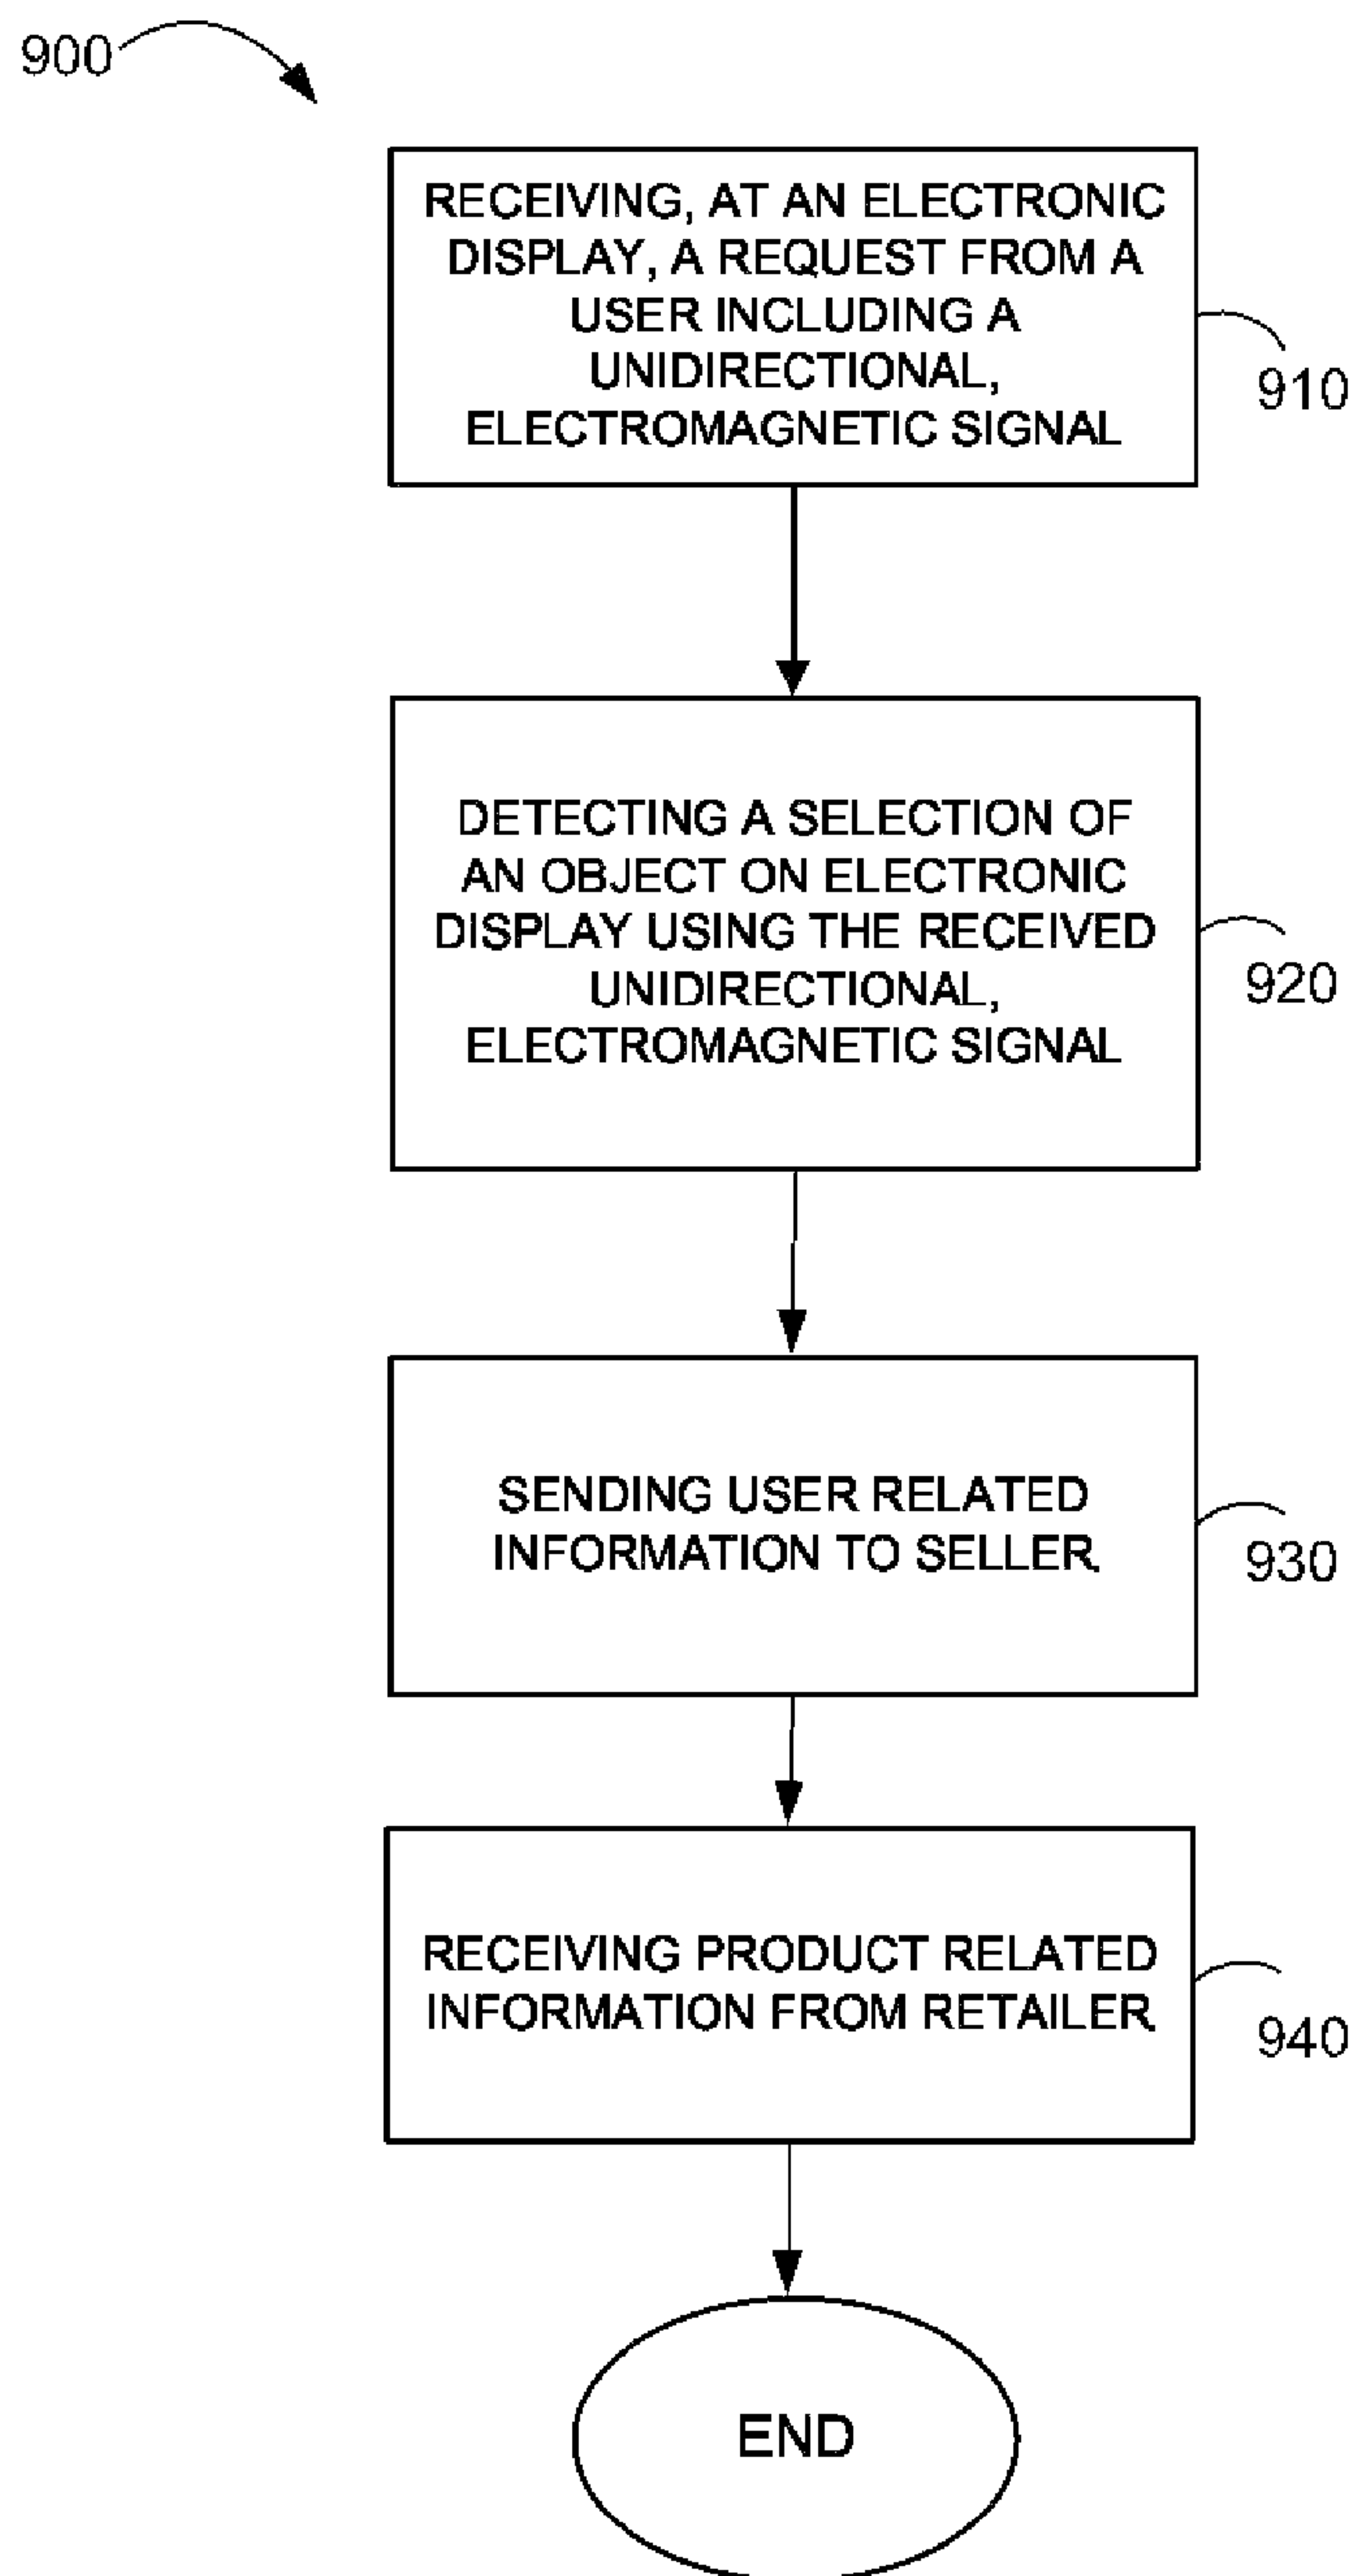 900
RECEIVING, AT AN ELECTRONIC
DISPLAY, A REQUEST FROM A
USER INCLUDING A
UNIDIRECTIONAL,
ELECTROMAGNETIC SIGNAL
910
DETECTING A SELECTION OF
AN OBJECT ON ELECTRONIC
DISPLAY USING THE RECEIVED
UNIDIRECTIONAL,
ELECTROMAGNETIC SIGNAL
920
SENDING USER RELATED
INFORMATION TO SELLER.
930
RECEIVING PRODUCT RELATED
INFORMATION FROM RETAILER.
940
END